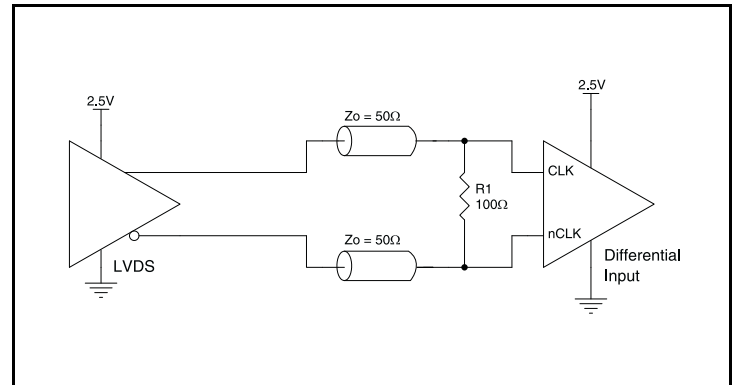 2.5V
2.5V
Zo = 50Ω
CLK
R1
100Ω
nCLK
Zo = 50Ω
LVDS
Differential
Input